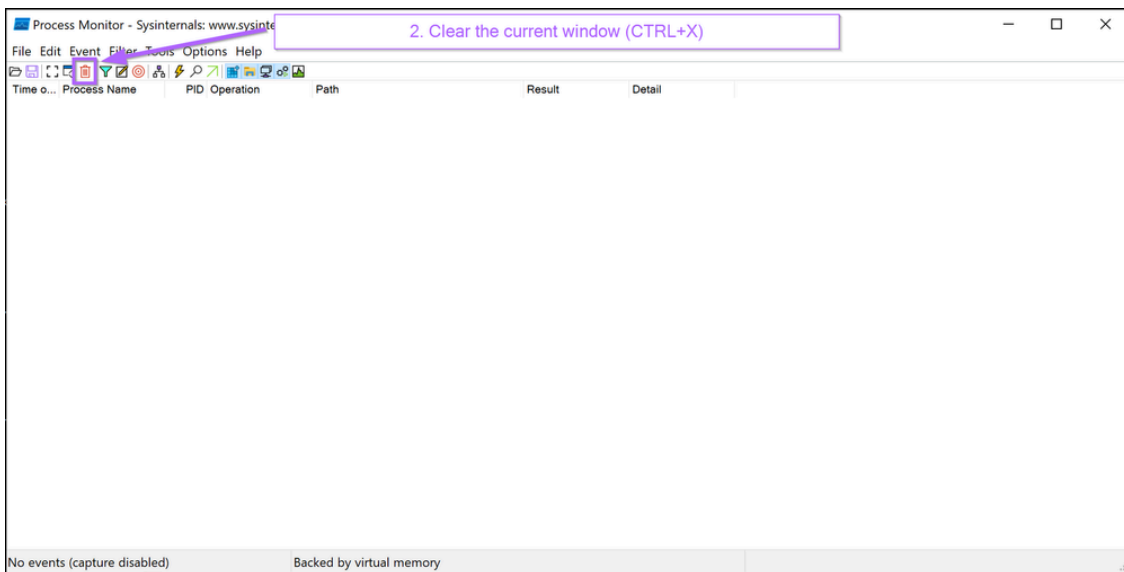 Process Monitor - Sysinternals: www.sysinte
2. Clear the current window (CTRL+X)
File Edit Event Filter Tools Options Help
Time o... Process Name PID Operation Path Result Detail
No events (capture disabled) Backed by virtual memory